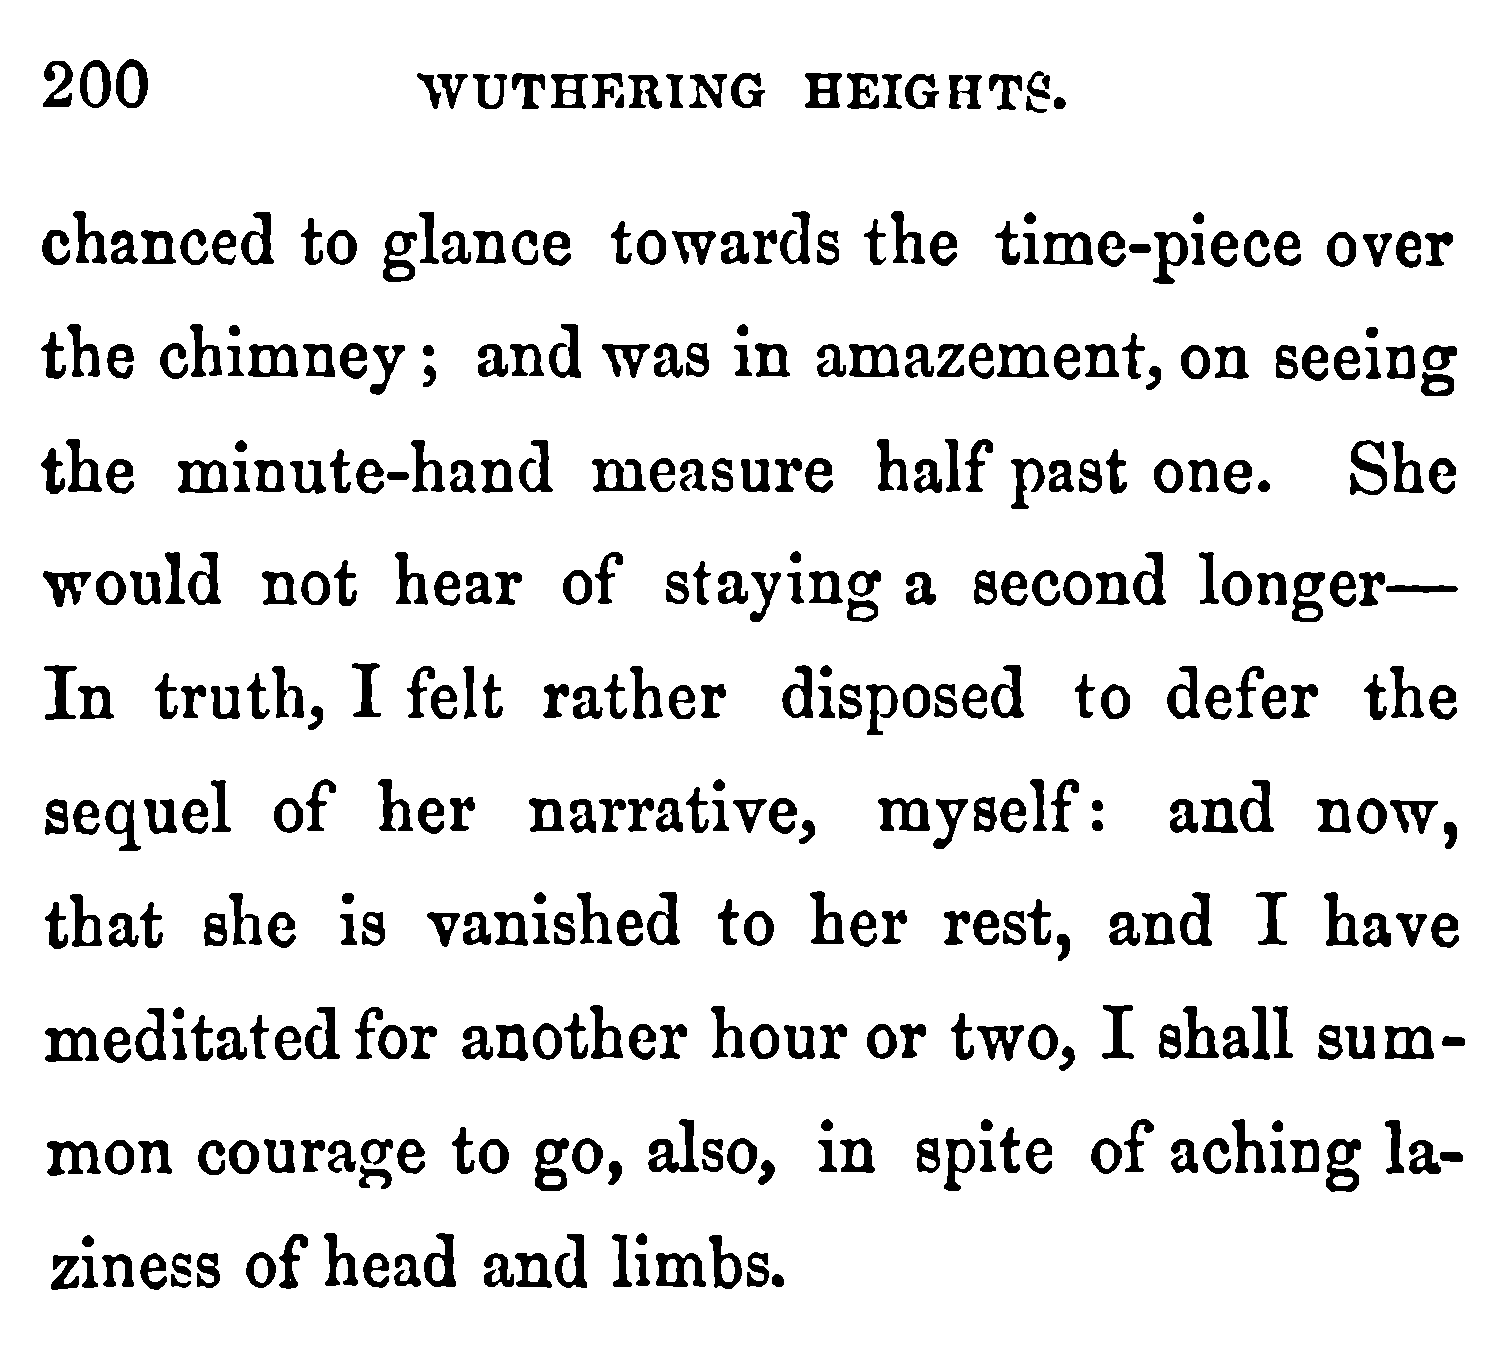 200 WUTHERING HEIGHTS.
chanced to glance towards the time-piece over
the chimney; and was in amazement, on seeing
the minute-hand measure half past one. She
would not hear of staying a second longer—
In truth, I felt rather disposed to defer the
sequel of her narrative, myself: and now,
that she is vanished to her rest, and I have
meditated for another hour or two, I shall sum-
mon courage to go, also, in spite of aching la-
ziness of head and limbs.